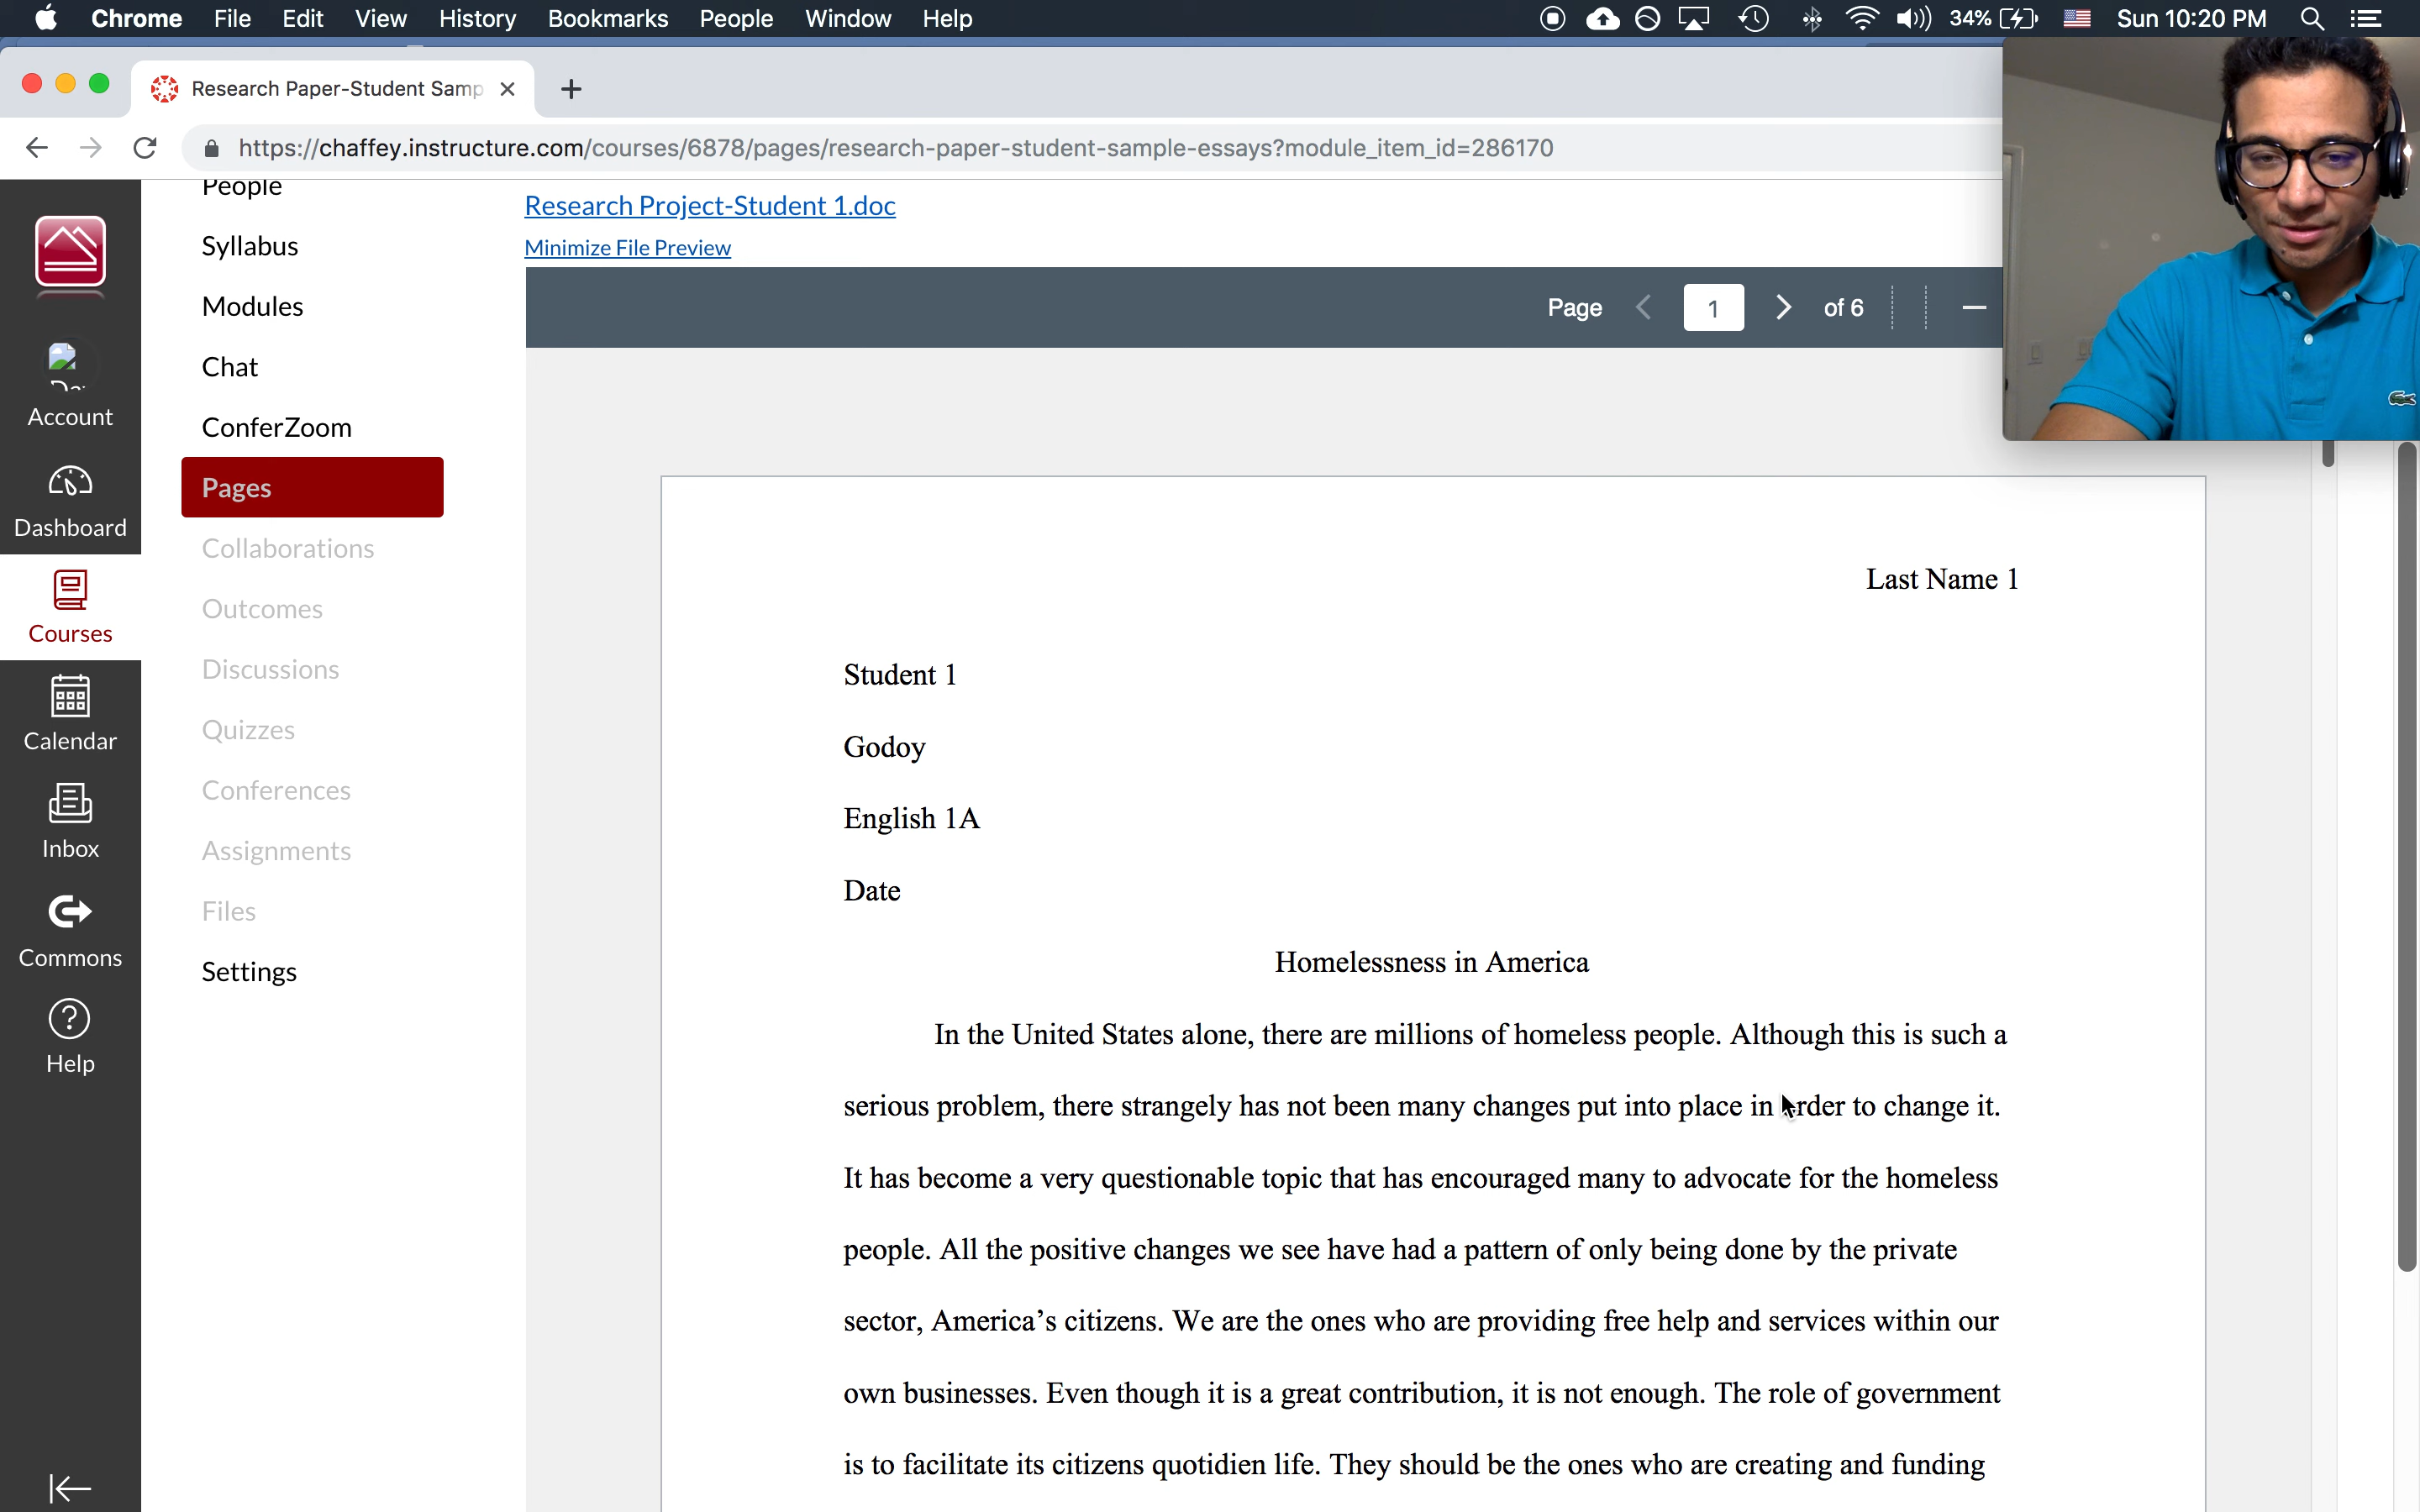 Chrome File Edit View History Bookmarks People Window Help 34% Sun 10:20 PM
Research Paper-Student Samp
https://chaffey.instructure.com/courses/6878/pages/research-paper-student-sample-essays?module_item_id=286170
Account
Dashboard
Courses
Calendar
Inbox
Commons
Help
People
Syllabus
Modules
Chat
ConferZoom
Pages
Collaborations
Outcomes
Discussions
Quizzes
Conferences
Assignments
Files
Settings
Research Project-Student 1.doc
Minimize File Preview
Page 1 of 6
Last Name 1
Student 1
Godoy
English 1A
Date
Homelessness in America
In the United States alone, there are millions of homeless people. Although this is such a
serious problem, there strangely has not been many changes put into place in order to change it.
It has become a very questionable topic that has encouraged many to advocate for the homeless
people. All the positive changes we see have had a pattern of only being done by the private
sector, America’s citizens. We are the ones who are providing free help and services within our
own businesses. Even though it is a great contribution, it is not enough. The role of government
is to facilitate its citizens quotidien life. They should be the ones who are creating and funding